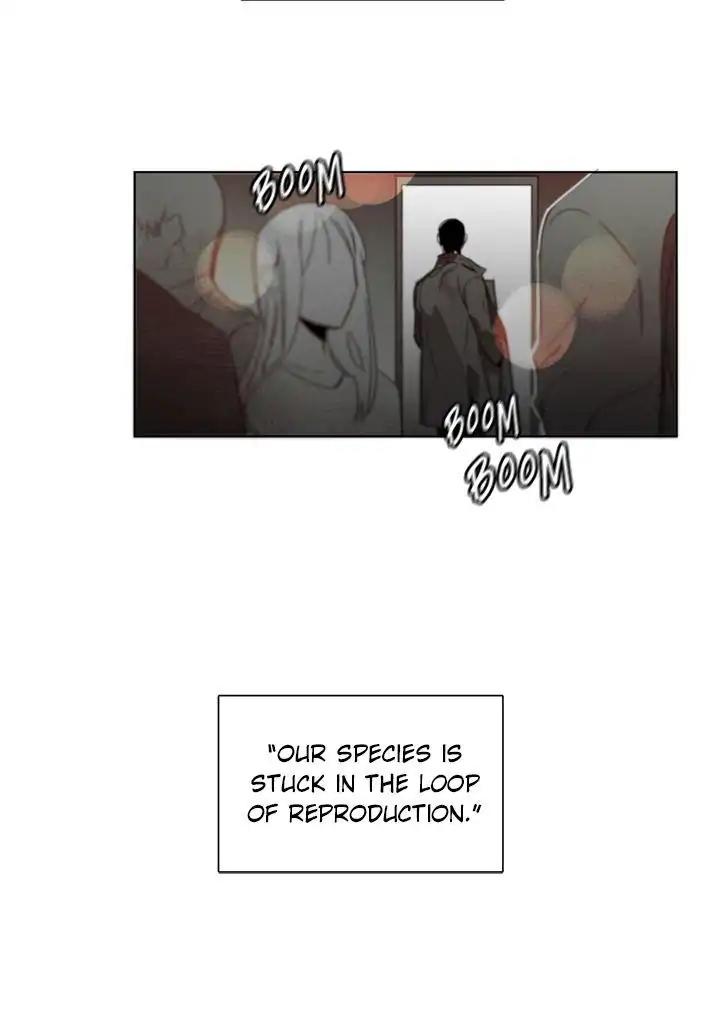 BOOM
BOOM
BOOM
"OUR SPECIES IS
STUCK IN THE LOOP
OF REPRODUCTION."